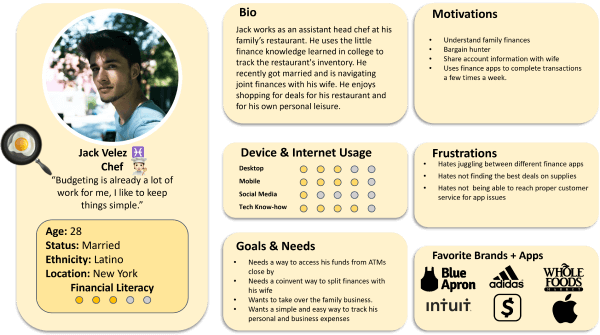 Jack Velez
Chef
“Budgeting is already a lot of
work for me, I like to keep
things simple.”
Age: 28
Status: Married
Ethnicity: Latino
Location: New York
Financial Literacy
Bio
Jack works as an assistant head chef at his
family’s restaurant. He uses the little
finance knowledge learned in college to
track the restaurant’s inventory. He
recently got married and is navigating
joint finances with his wife. He enjoys
shopping for deals for his restaurant and
for his own personal leisure.
Device & Internet Usage
Desktop
Mobile
Social Media
Tech Know-how
Goals & Needs
• Needs a way to access his funds from ATMs
close by
• Needs a coinvent way to split finances with
his wife
• Wants to take over the family business.
• Wants a simple and easy way to track his
personal and business expenses
Motivations
• Understand family finances
• Bargain hunter
• Share account information with wife
• Uses finance apps to complete transactions
a few times a week.
Frustrations
• Hates juggling between different finance apps
• Hates not finding the best deals on supplies
• Hates not being able to reach proper customer
service for app issues
Favorite Brands + Apps
Blue
Apron
adidas
WHOLE
FOODS
MARKET
intuit
$